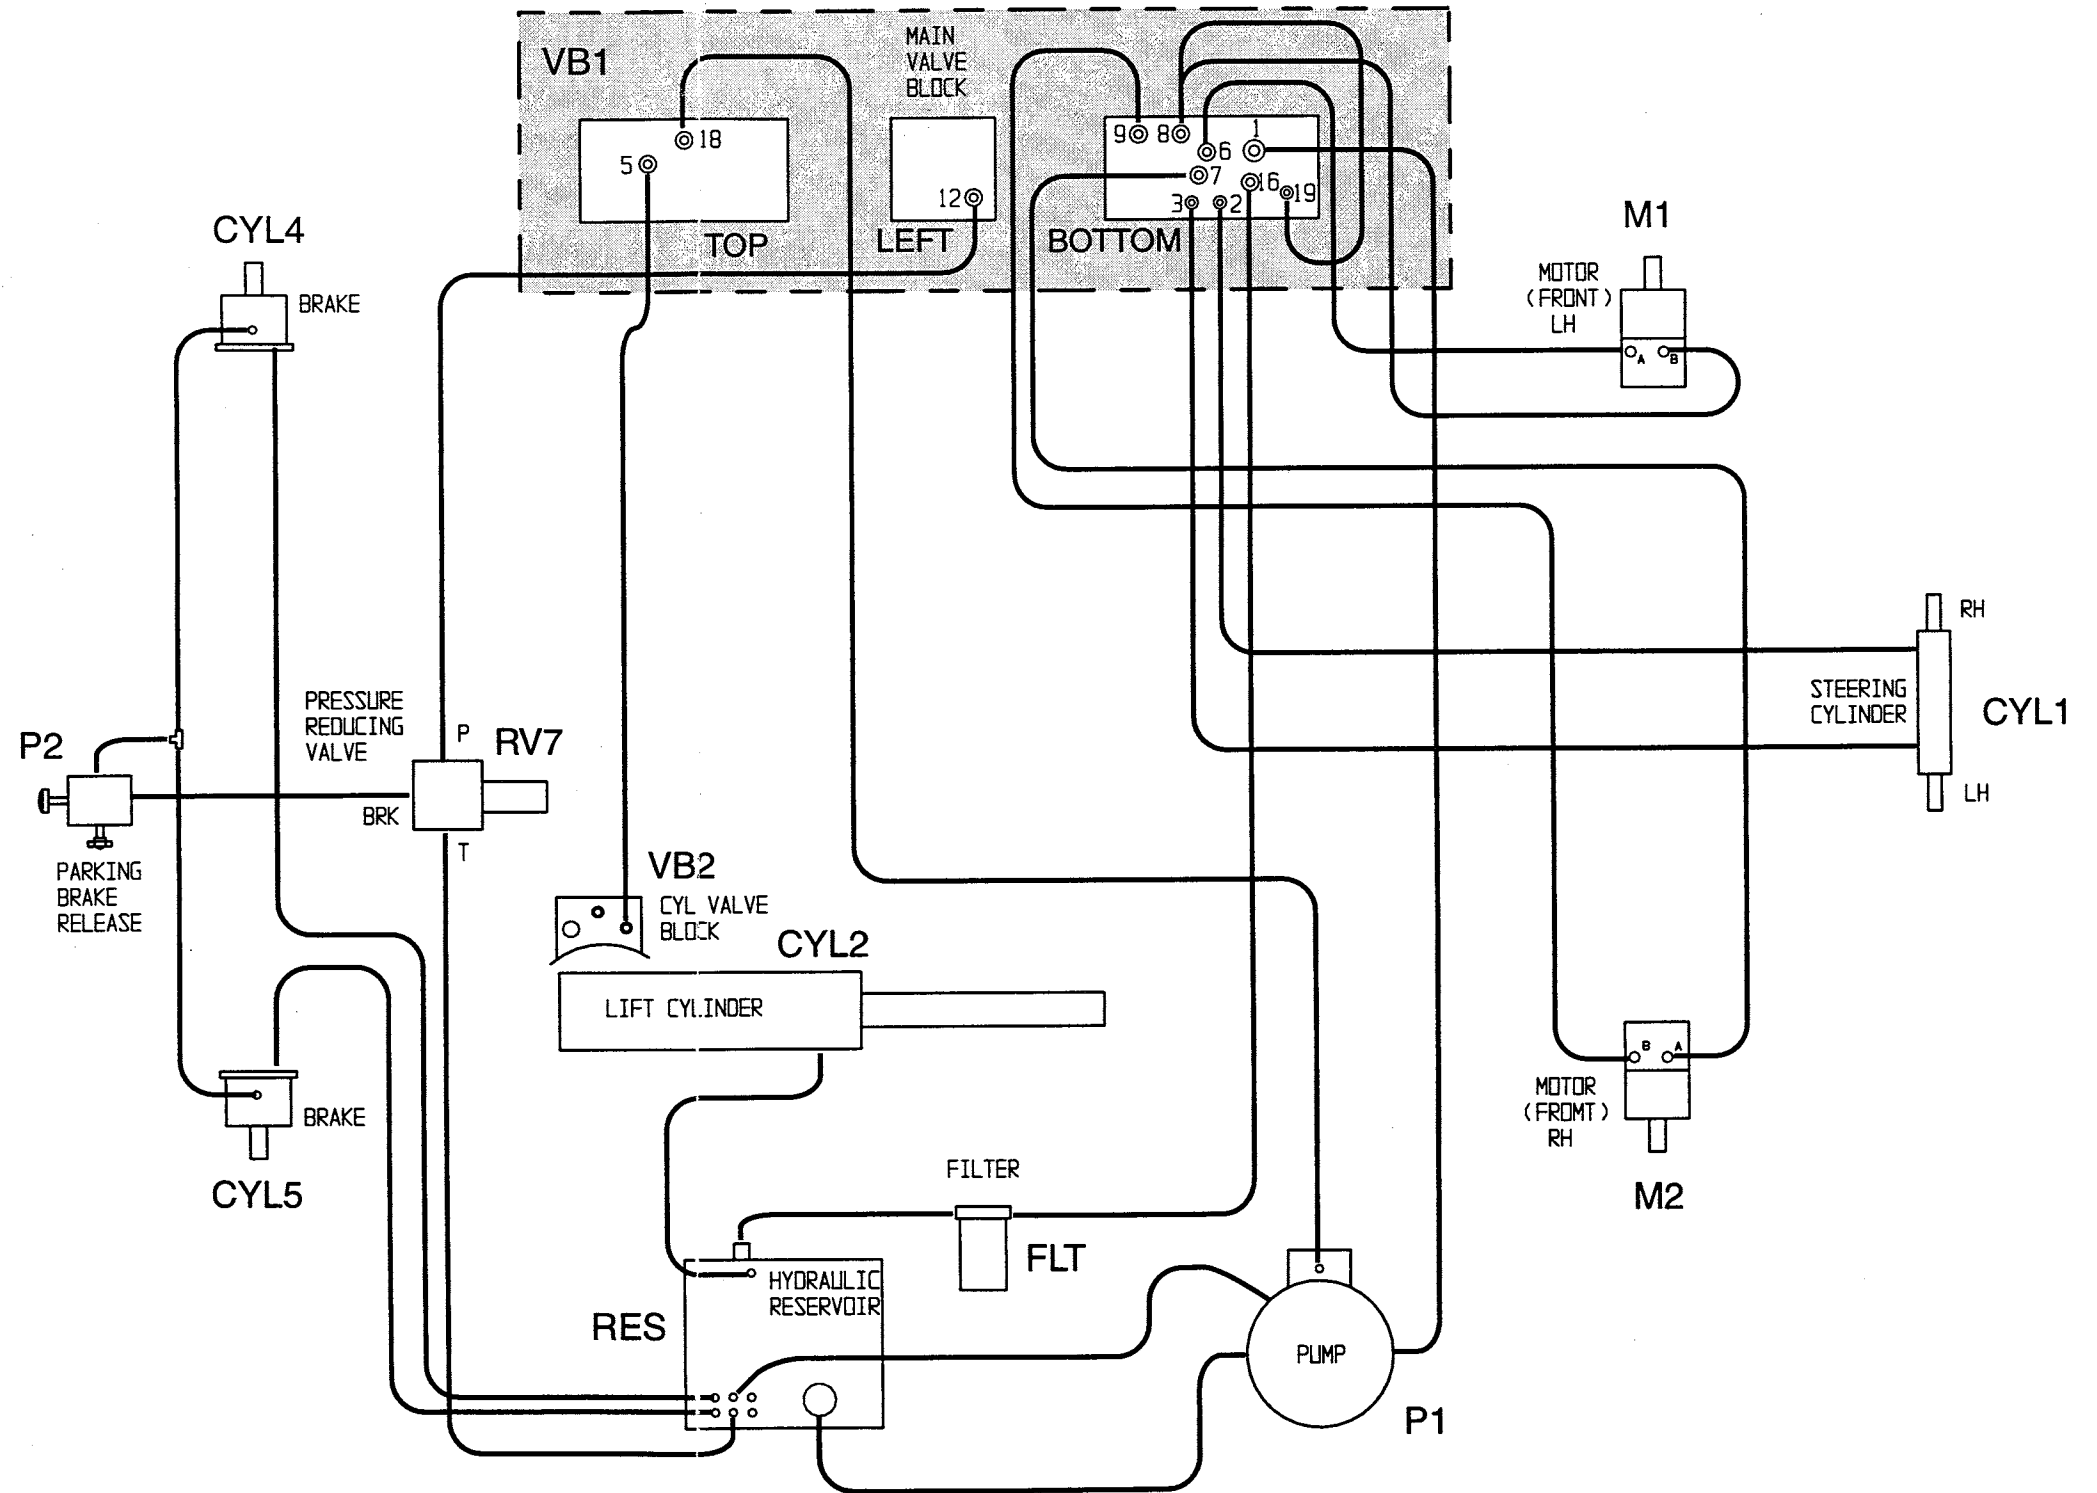 VB1
MAIN
VALVE
BLOCK
18
5
TOP
12
LEFT
9 8
1
6
7
16
19
3 2
BOTTOM
CYL4
BRAKE
M1
MOTOR
(FRONT)
LH
A B
RH
STEERING
CYLINDER
CYL1
LH
PRESSURE
REDUCING
VALVE
P
RV7
BRK
T
P2
PARKING
BRAKE
RELEASE
VB2
CYL VALVE
BLOCK
CYL2
LIFT CYLINDER
B A
MOTOR
(FROMT)
RH
M2
BRAKE
CYL5
FILTER
FLT
HYDRAULIC
RESERVOIR
RES
PUMP
P1